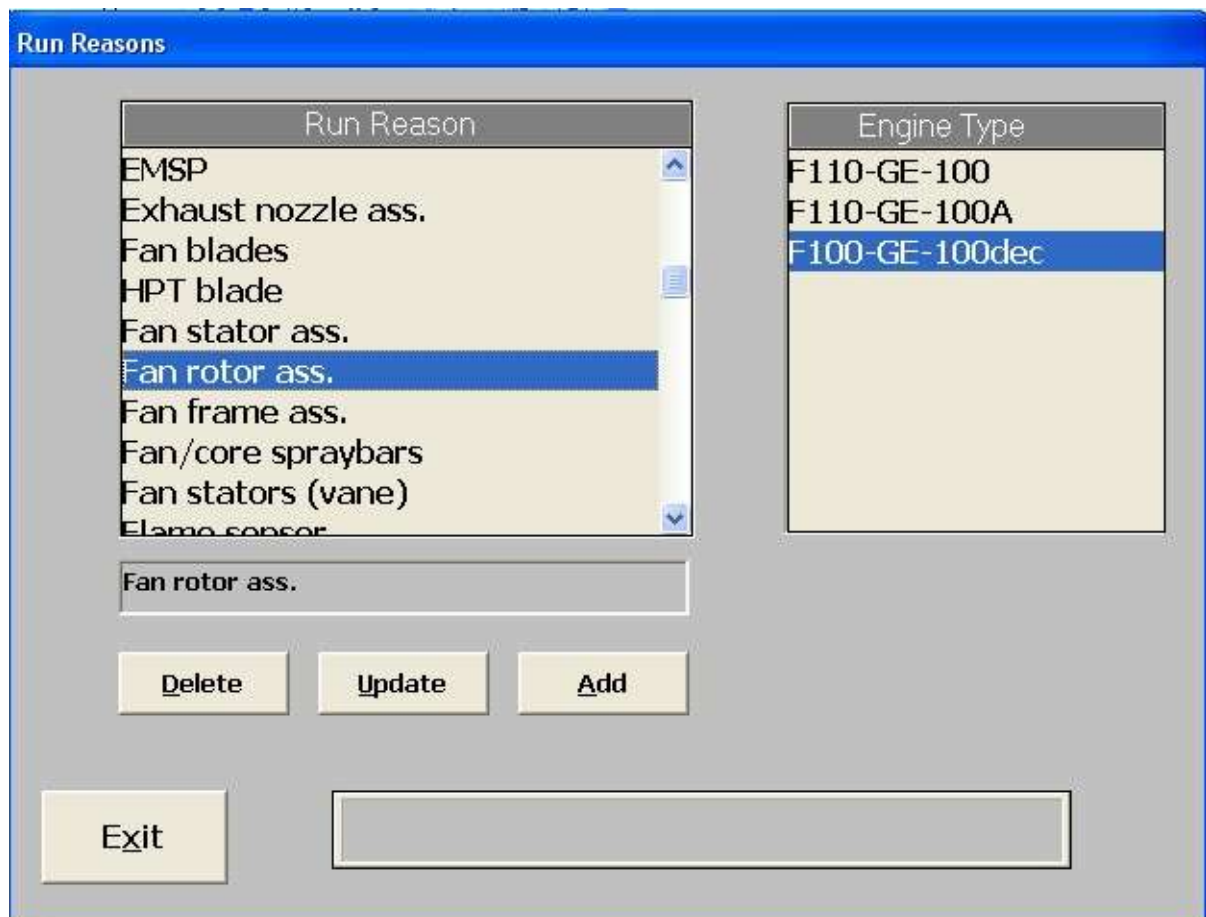 Run Reasons
Run Reason
EMSP
Exhaust nozzle ass.
Fan blades
HPT blade
Fan stator ass.
Fan rotor ass.
Fan frame ass.
Fan/core spraybars
Fan stators (vane)
Flame sensor
Engine Type
F110-GE-100
F110-GE-100A
F100-GE-100dec
Fan rotor ass.
Delete
Update
Add
Exit